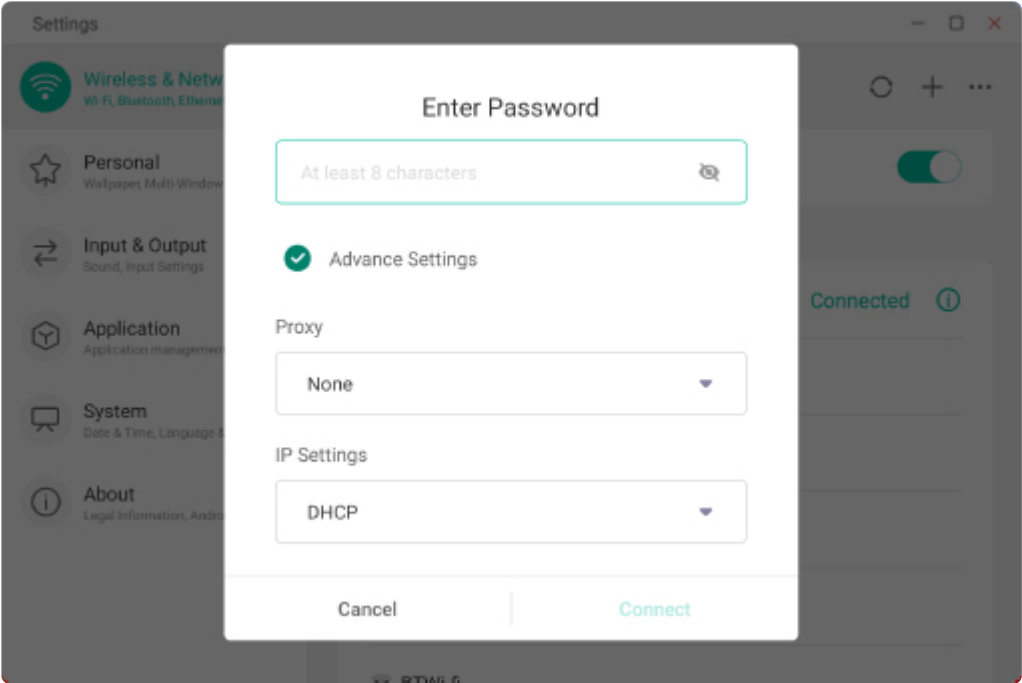 Settings
Wireless & Netw
Wi-Fi, Bluetooth, Etherne
Personal
Wallpaper, Multi-Window
Input & Output
Sound, Input Settings
Application
Application managemen
System
Date & Time, Language &
About
Legal Information, Andro
Enter Password
At least 8 characters
Advance Settings
Proxy
None
IP Settings
DHCP
Cancel
Connect
Connected